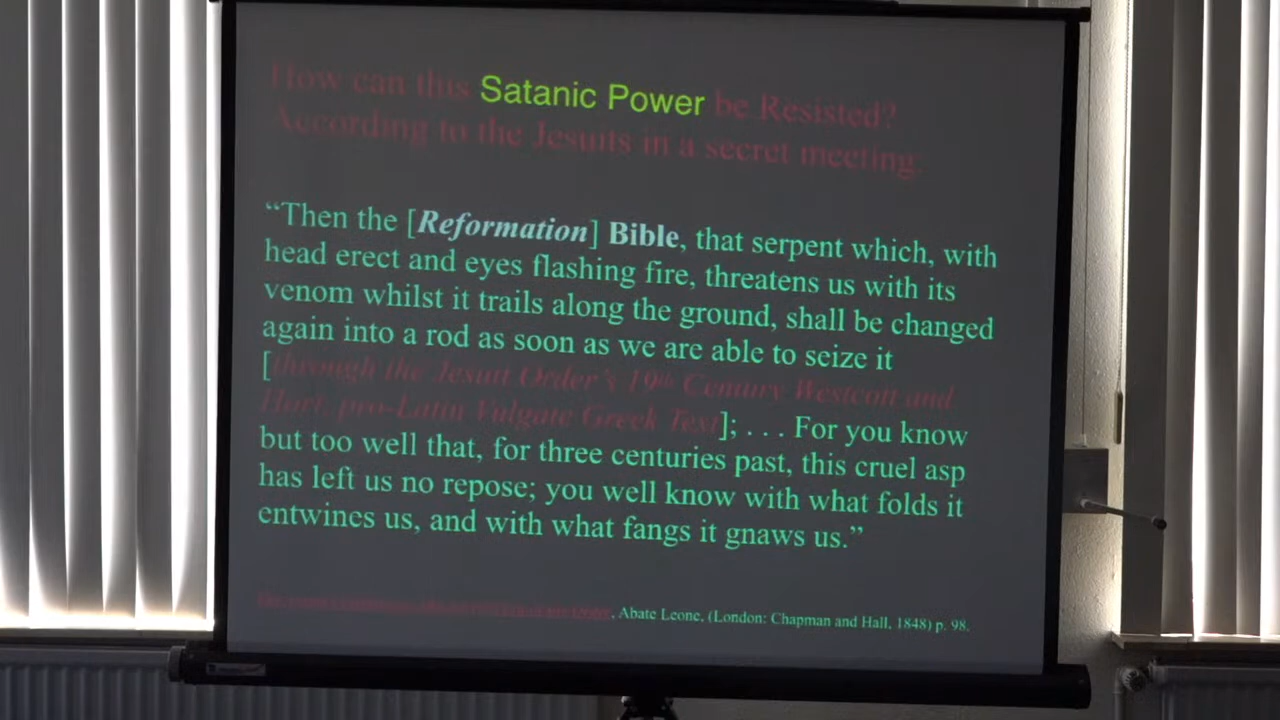 How can this Satanic Power be Resisted?
According to the Jesuits in a secret meeting:
“Then the [Reformation] Bible, that serpent which, with
head erect and eyes flashing fire, threatens us with its
venom whilst it trails along the ground, shall be changed
again into a rod as soon as we are able to seize it
[through the Jesuit Order’s 19th Century Westcott and
Hort, pro-Latin Vulgate Greek Text]; . . . For you know
but too well that, for three centuries past, this cruel asp
has left us no repose; you well know with what folds it
entwines us, and with what fangs it gnaws us.”
, Abate Leone, (London: Chapman and Hall, 1848) p. 98.